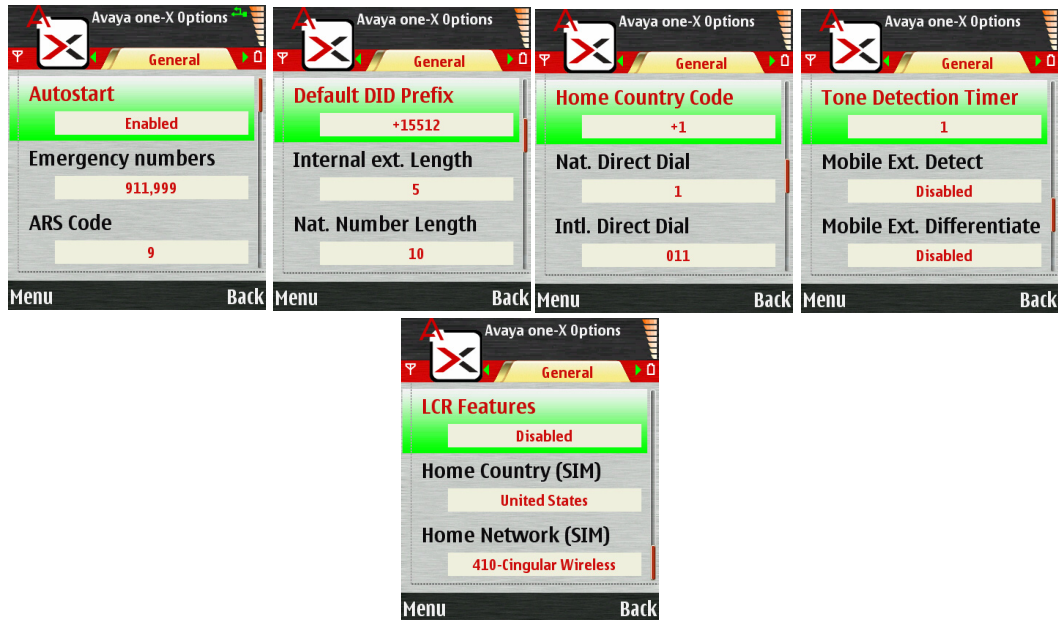 Avaya one-X Options
General
Autostart
Enabled
Emergency numbers
911,999
ARS Code
9
Menu Back
Avaya one-X Options
General
Default DID Prefix
+15512
Internal ext. Length
5
Nat. Number Length
10
Menu Back
Avaya one-X Options
General
Home Country Code
+1
Nat. Direct Dial
1
Intl. Direct Dial
011
Menu Back
Avaya one-X Options
General
Tone Detection Timer
1
Mobile Ext. Detect
Disabled
Mobile Ext. Differentiate
Disabled
Menu Back
Avaya one-X Options
General
LCR Features
Disabled
Home Country (SIM)
United States
Home Network (SIM)
410-Cingular Wireless
Menu Back